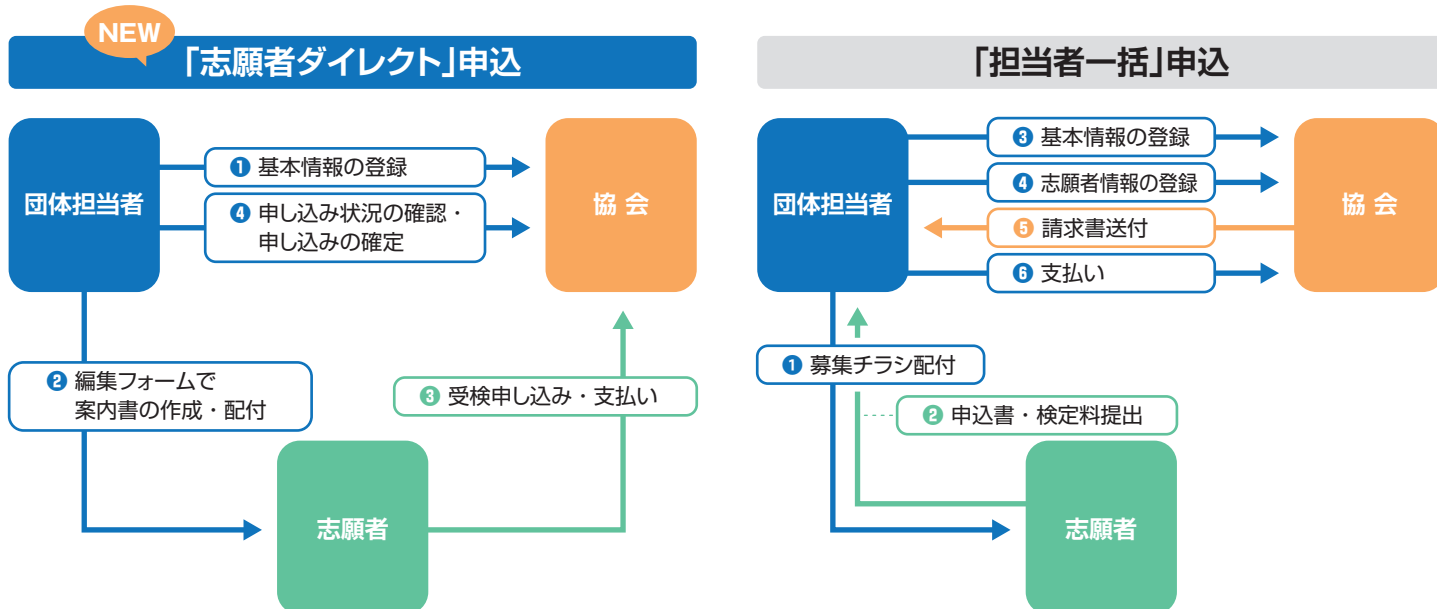 NEW
「志願者ダイレクト」申込
団体担当者
❶ 基本情報の登録
❹ 申し込み状況の確認・
申し込みの確定
協 会
❷ 編集フォームで
案内書の作成・配付
❸ 受検申し込み・支払い
志願者
「担当者一括」申込
団体担当者
❸ 基本情報の登録
❹ 志願者情報の登録
❺ 請求書送付
❻ 支払い
協 会
❶ 募集チラシ配付
❷ 申込書・検定料提出
志願者